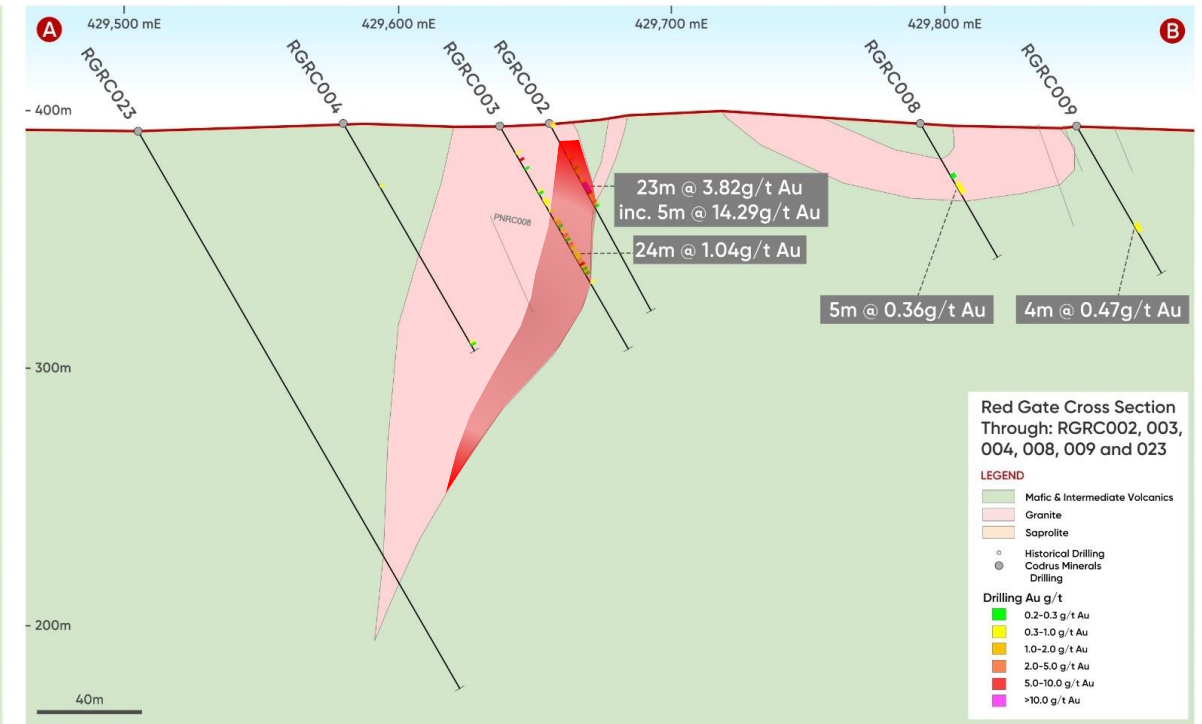 A
429,500 mE
429,600 mE
429,700 mE
429,800 mE
B
RGRC023
RGRC004
RGRC003
RGRC002
RGRC008
RGRC009
400m
23m @ 3.82g/t Au
inc. 5m @ 14.29g/t Au
PNRC008
24m @ 1.04g/t Au
5m @ 0.36g/t Au
4m @ 0.47g/t Au
300m
200m
40m
Red Gate Cross Section
Through: RGRC002, 003,
004, 008, 009 and 023
LEGEND
Mafic & Intermediate Volcanics
Granite
Saprolite
Historical Drilling
Codrus Minerals
Drilling
Drilling Au g/t
0.2-0.3 g/t Au
0.3-1.0 g/t Au
1.0-2.0 g/t Au
2.0-5.0 g/t Au
5.0-10.0 g/t Au
>10.0 g/t Au